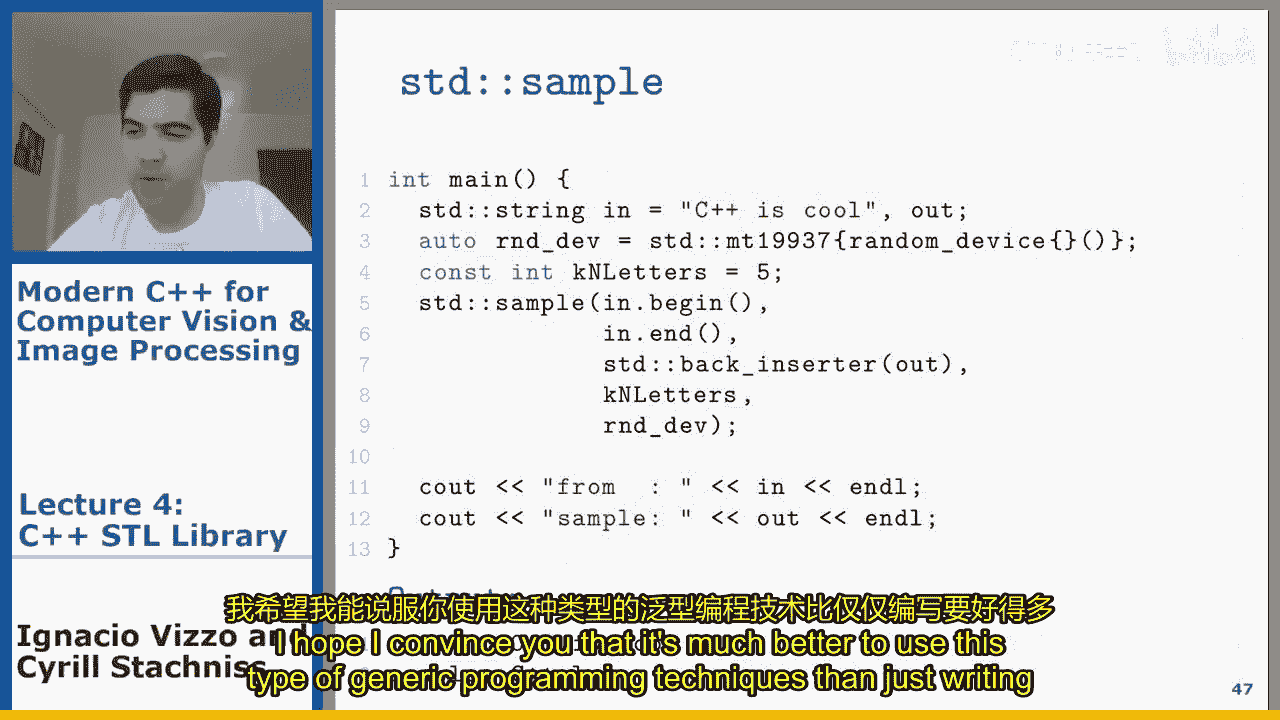 std::sample
1 int main() {
2 std::string in = "C++ is cool", out;
3 auto rnd_dev = std::mt19937{random_device{}()};
4 const int kNLetters = 5;
5 std::sample(in.begin(),
6 in.end(),
7 std::back_inserter(out),
8 kNLetters,
9 rnd_dev);
10
11 cout << "from  : " << in << endl;
12 cout << "sample: " << out << endl;
13 }
Modern C++ for
Computer Vision &
Image Processing
Lecture 4:
C++ STL Library
Ignacio Vizzo and
Cyrill Stachniss
我希望我能说服你使用这种类型的泛型编程技术比仅仅编写要好得多
I hope I convince you that it's much better to use this
type of generic programming techniques than just writing
47